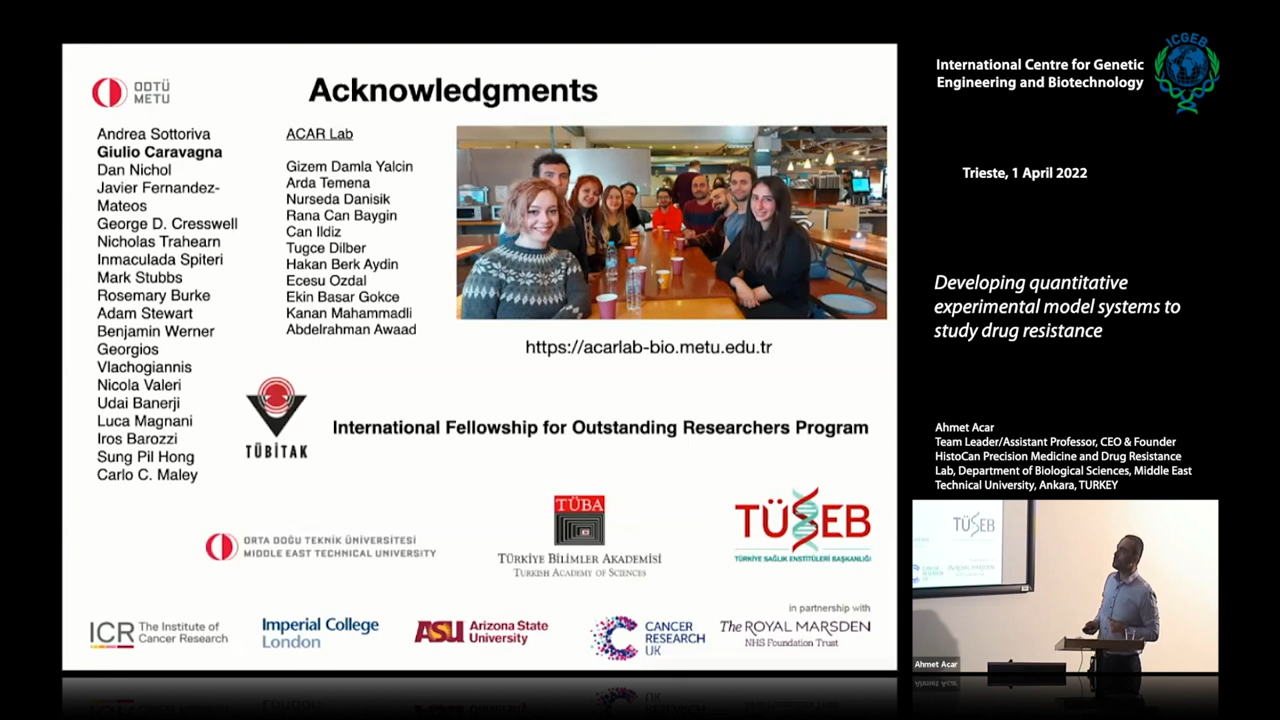 ODTÜ
METU
Acknowledgments
Andrea Sottoriva
Giulio Caravagna
Dan Nichol
Javier Fernandez-
Mateos
George D. Cresswell
Nicholas Trahearn
Inmaculada Spiteri
Mark Stubbs
Rosemary Burke
Adam Stewart
Benjamin Werner
Georgios
Vlachogiannis
Nicola Valeri
Udai Banerji
Luca Magnani
Iros Barozzi
Sung Pil Hong
Carlo C. Maley
ACAR Lab
Gizem Damla Yalcin
Arda Temena
Nurseda Danisik
Rana Can Baygin
Can Ildiz
Tugce Dilber
Hakan Berk Aydin
Ecesu Ozdal
Ekin Basar Gokce
Kanan Mahammadli
Abdelrahman Awaad
https://acarlab-bio.metu.edu.tr
TÜBİTAK
International Fellowship for Outstanding Researchers Program
ORTA DOĞU TEKNİK ÜNİVERSİTESİ
MIDDLE EAST TECHNICAL UNIVERSITY
TÜBA
TÜRKİYE BİLİMLER AKADEMİSİ
TURKISH ACADEMY OF SCIENCES
TÜSEB
TÜRKİYE SAĞLIK ENSTİTÜLERİ BAŞKANLIĞI
ICR The Institute of
Cancer Research
Imperial College
London
ASU Arizona State
University
CANCER
RESEARCH
UK
in partnership with
The ROYAL MARSDEN
NHS Foundation Trust
International Centre for Genetic
Engineering and Biotechnology
ICGEB
Trieste, 1 April 2022
Developing quantitative
experimental model systems to
study drug resistance
Ahmet Acar
Team Leader/Assistant Professor, CEO & Founder
HistoCan Precision Medicine and Drug Resistance
Lab, Department of Biological Sciences, Middle East
Technical University, Ankara, TURKEY
TÜSEB
CANCER
RESEARCH
UK
ROYAL MARSDEN
Ahmet Acar